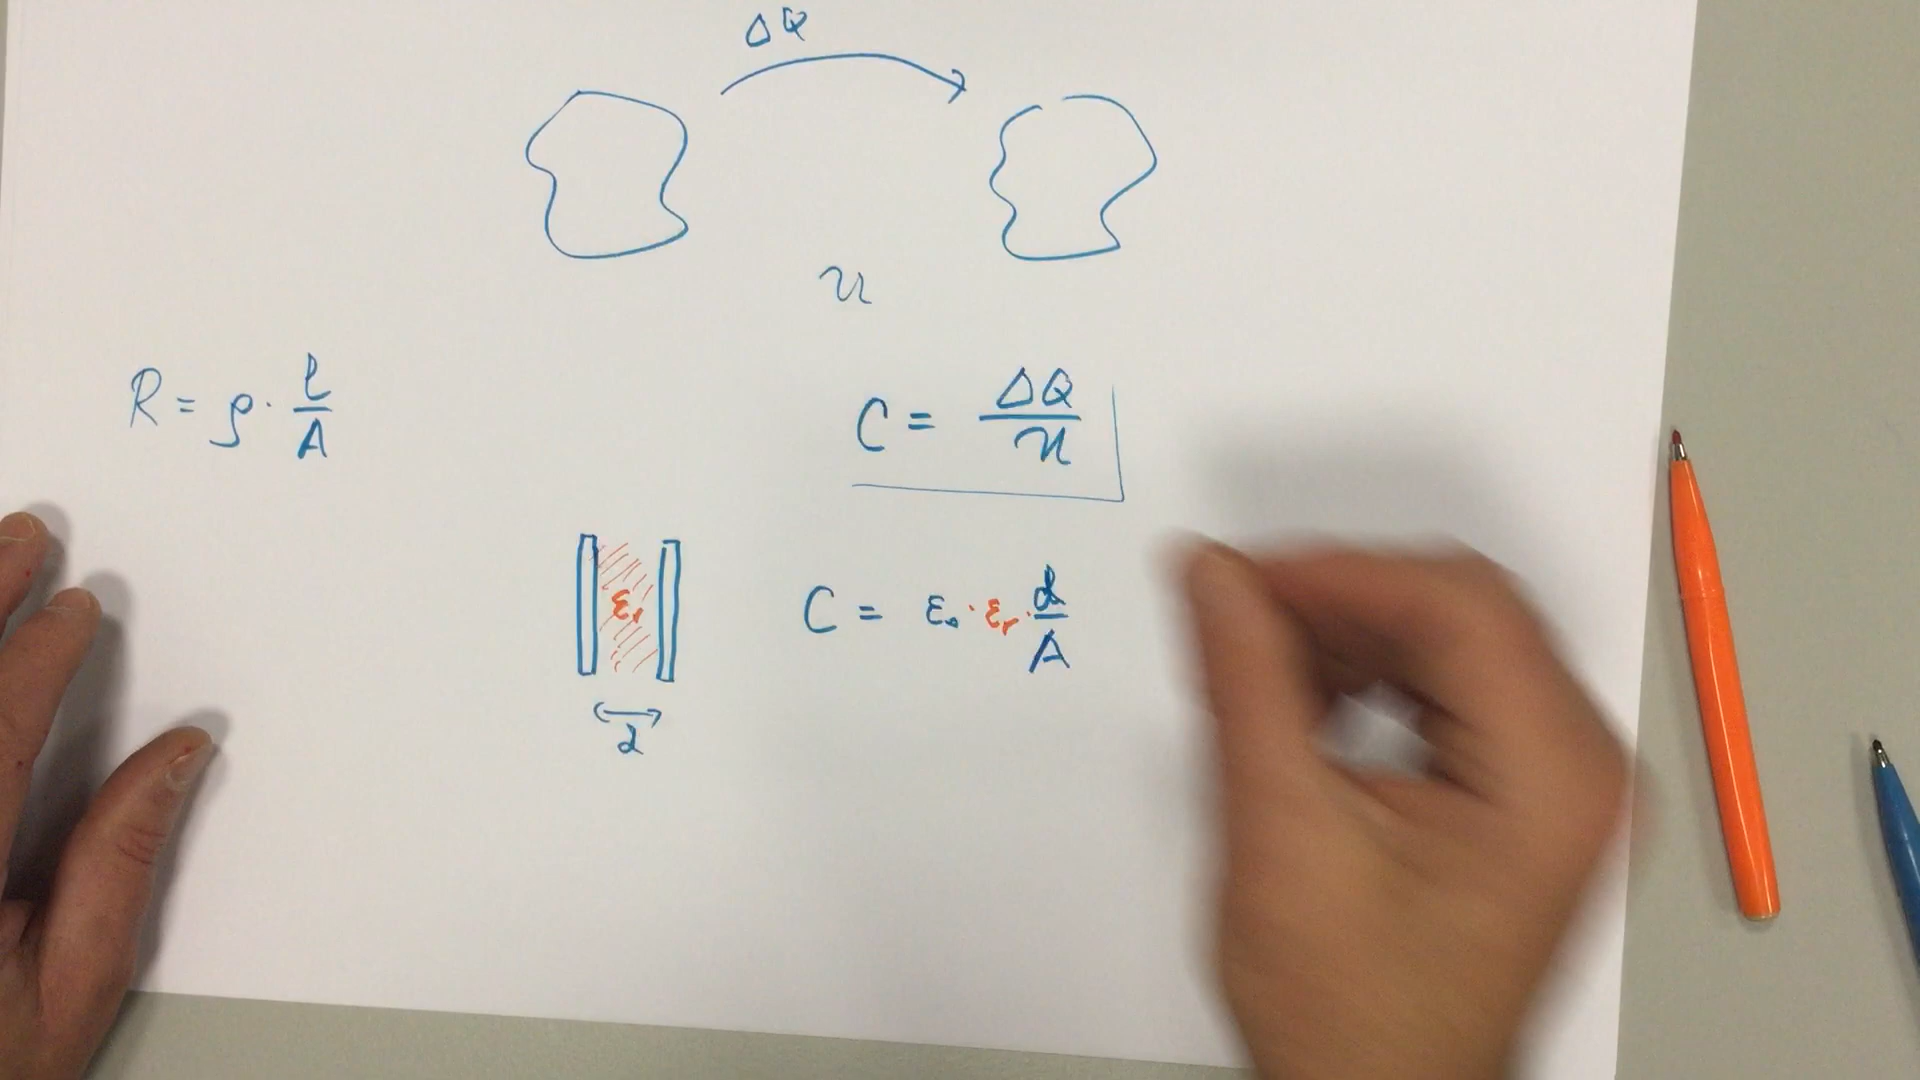 ΔQ
u
R = ρ · l/A
C = ΔQ/u
εr
C = ε₀ · εr · d/A
d